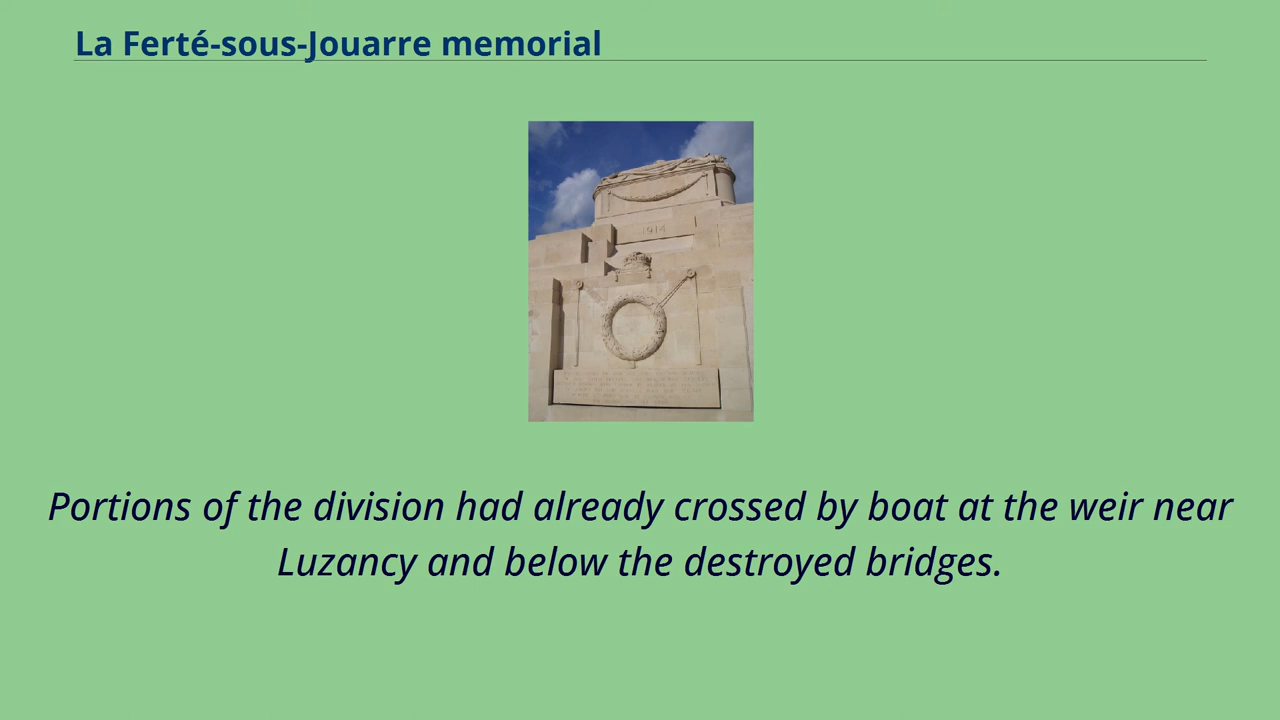 La Ferté-sous-Jouarre memorial
1914
Portions of the division had already crossed by boat at the weir near
Luzancy and below the destroyed bridges.